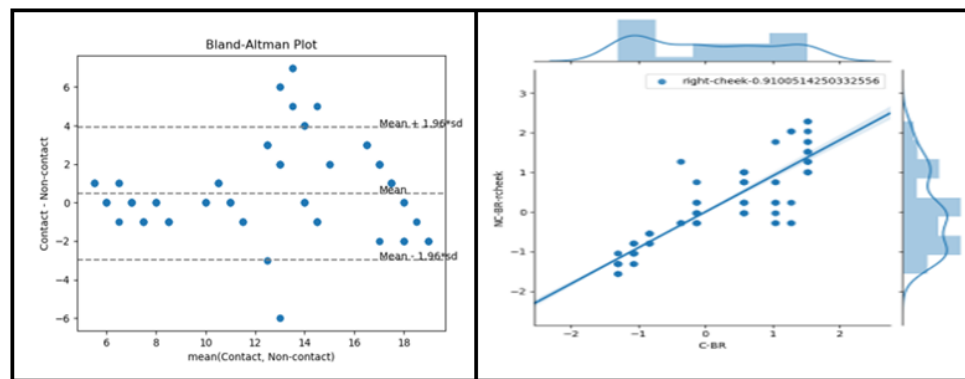 Bland-Altman Plot
Contact - Non-contact
6
4
2
0
−2
−4
−6
Mean + 1.96*sd
Mean
Mean - 1.96*sd
6 8 10 12 14 16 18
mean(Contact, Non-contact)
right-cheek-0.9100514250332556
NC-BR-rcheek
3
2
1
0
−1
−2
−2 −1 0 1 2
C-BR